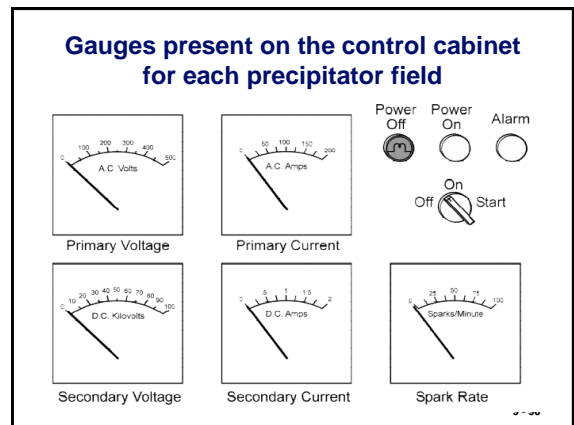 Gauges present on the control cabinet
for each precipitator field
0 100 200 300 400 500
A.C. Volts
Primary Voltage
0 50 100 150 200
A.C. Amps
Primary Current
Power Off
Power On
Alarm
On
Off
Start
0 10 20 30 40 50 60 70 80 90 100
D.C. Kilovolts
Secondary Voltage
0 .5 1 1.5 2
D.C. Amps
Secondary Current
0 25 50 75 100
Sparks/Minute
Spark Rate